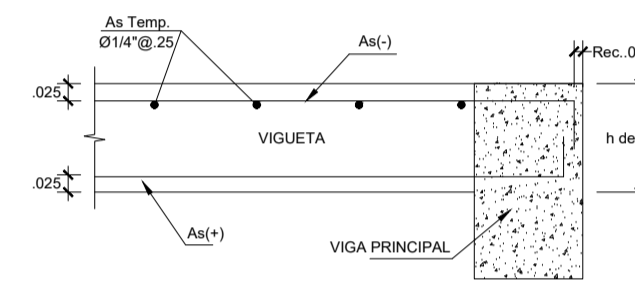 As Temp.
Ø1/4"@.25
As(-)
Rec..0
.025
VIGUETA
h de
.025
As(+)
VIGA PRINCIPAL